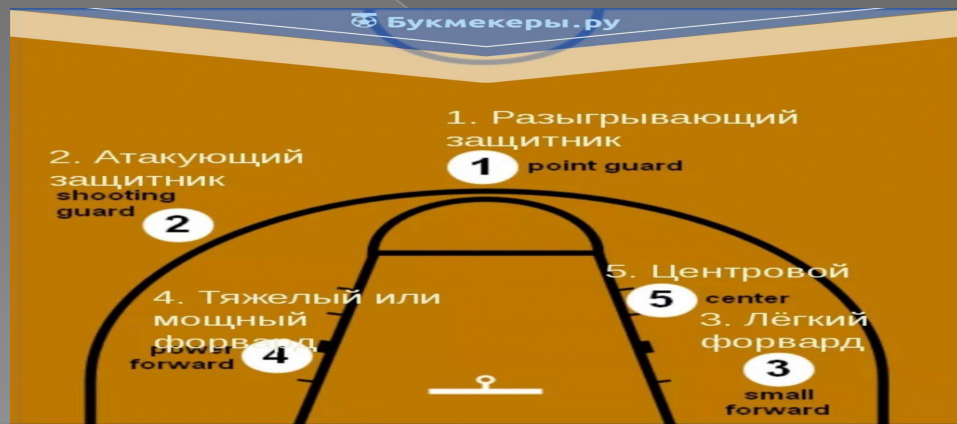 Букмекеры.ру
1. Разыгрывающий
защитник
1 point guard
2. Атакующий
защитник
shooting
guard
2
5. Центровой
5 center
4. Тяжелый или
мощный
форвард
power
forward
4
3. Лёгкий
форвард
3
small
forward